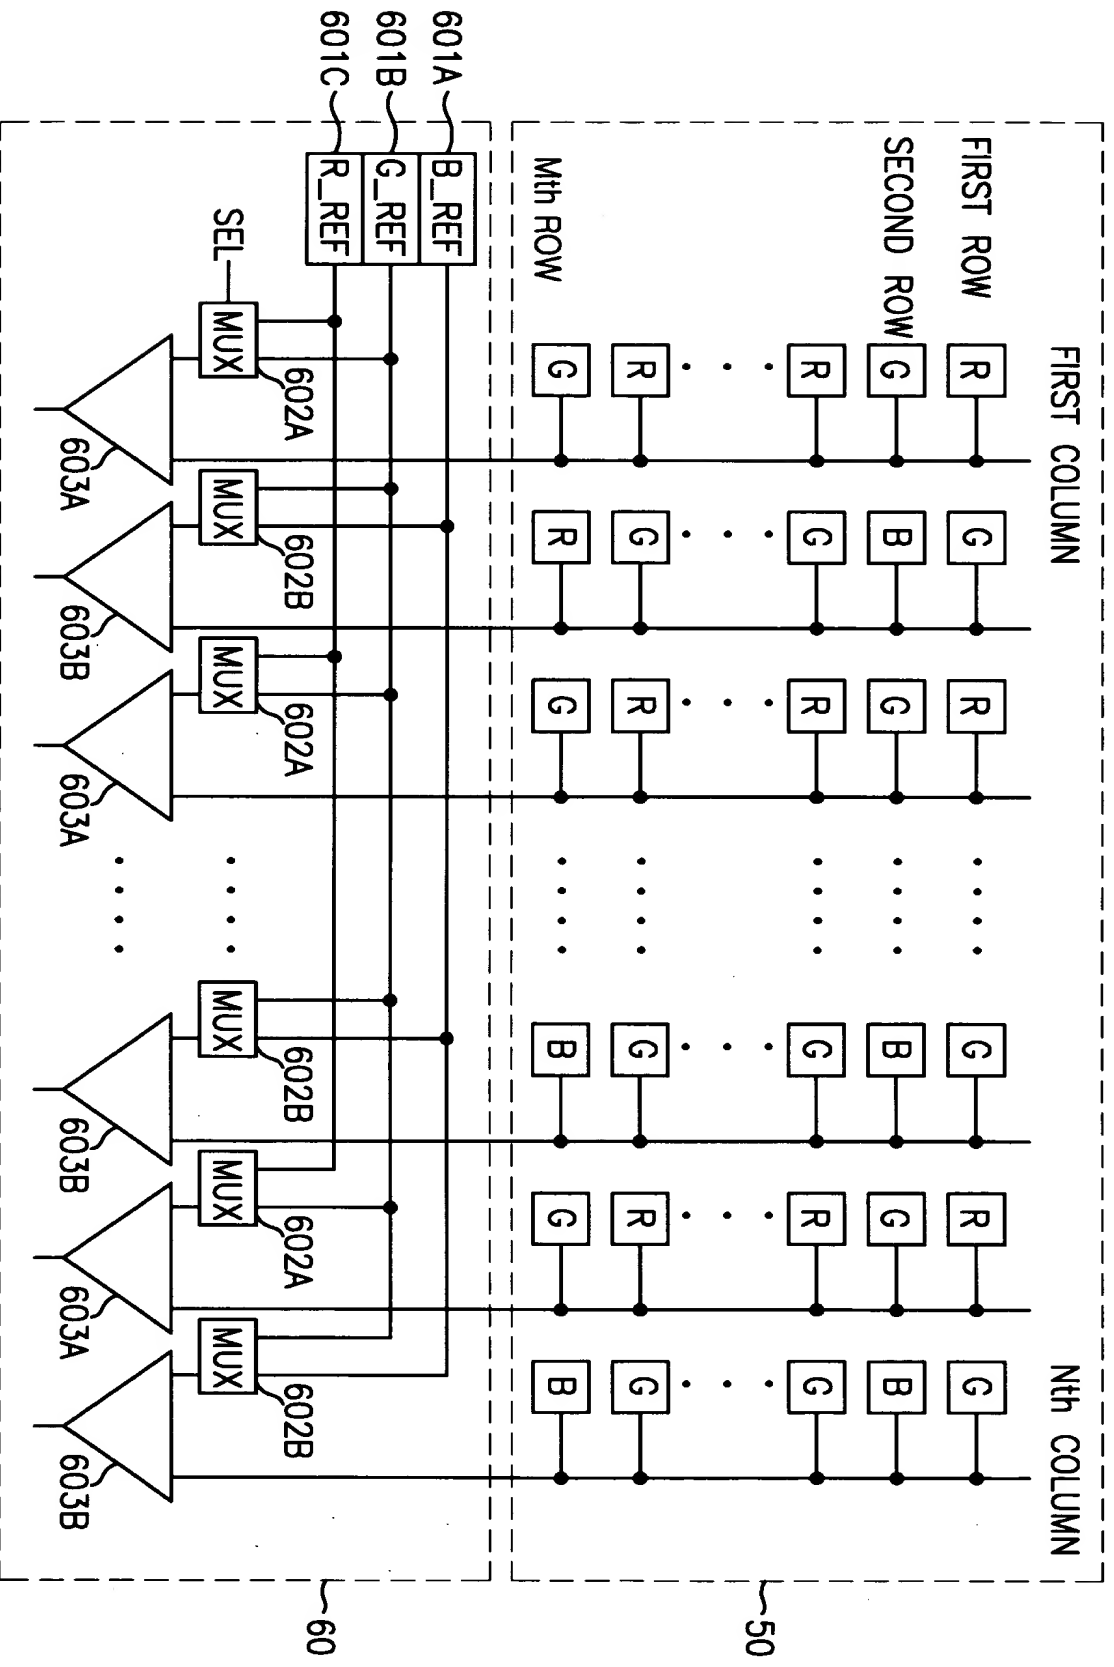 FIRST COLUMN Nth COLUMN
FIRST ROW R G R G R G
SECOND ROW G B G B G B
R G R G R G
50
R G R G R G
Mth ROW G R G B G B
601A B_REF
601B G_REF
601C R_REF
60
602A 602B 602A 602B 602A 602B
SEL MUX MUX MUX MUX MUX MUX
603A 603B 603A 603B 603A 603B